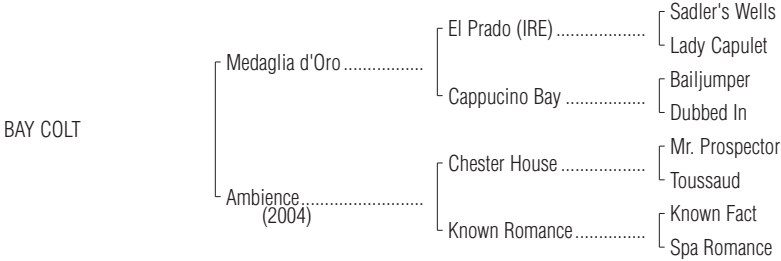 Sadler's Wells
El Prado (IRE) ....................
Lady Capulet
Medaglia d'Oro .................
Bailjumper
Cappucino Bay .................
Dubbed In
BAY COLT
Mr. Prospector
Chester House ..................
Toussaud
Ambience..........................
(2004)
Known Fact
Known Romance...............
Spa Romance